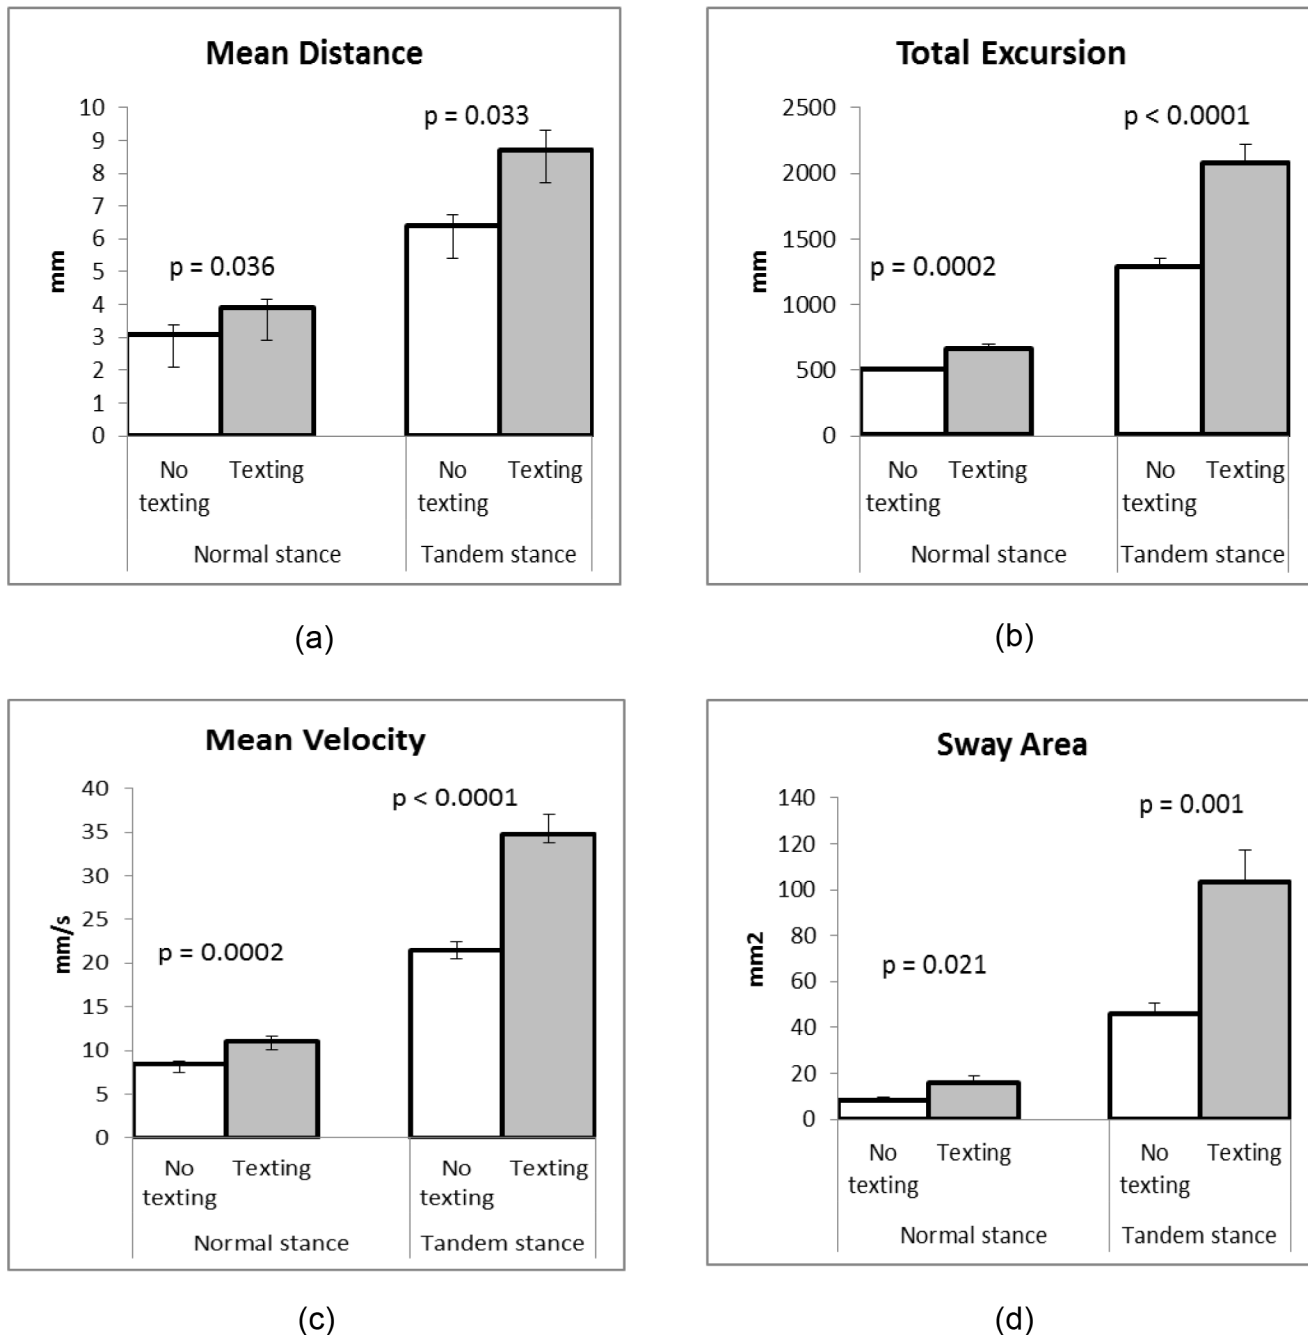 Mean Distance
10
9
8
7
6
5
4
3
2
1
0
mm
p = 0.036
p = 0.033
No texting
Texting
No texting
Texting
Normal stance
Tandem stance
(a)
Total Excursion
2500
2000
1500
1000
500
0
mm
p = 0.0002
p < 0.0001
No texting
Texting
No texting
Texting
Normal stance
Tandem stance
(b)
Mean Velocity
40
35
30
25
20
15
10
5
0
mm/s
p = 0.0002
p < 0.0001
No texting
Texting
No texting
Texting
Normal stance
Tandem stance
(c)
Sway Area
140
120
100
80
60
40
20
0
mm2
p = 0.021
p = 0.001
No texting
Texting
No texting
Texting
Normal stance
Tandem stance
(d)